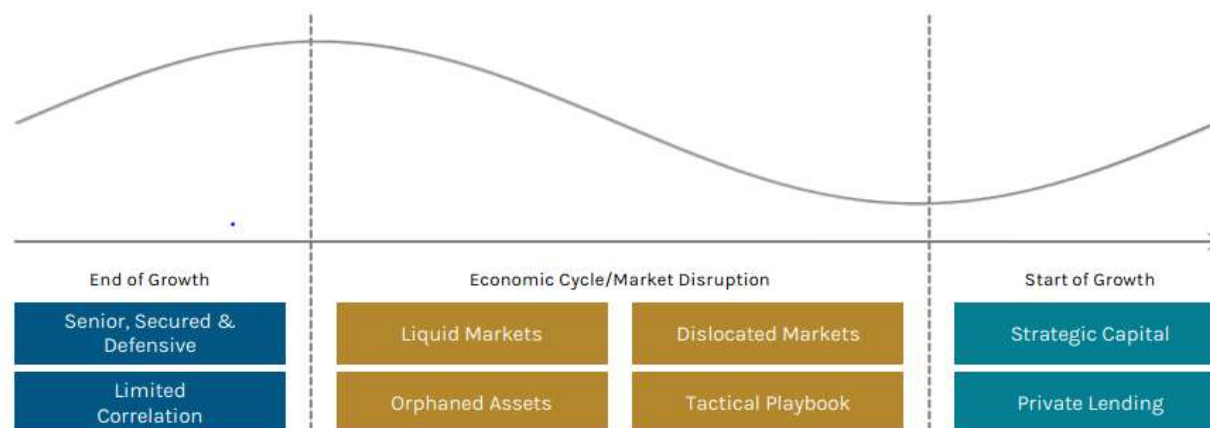 End of Growth
Economic Cycle/Market Disruption
Start of Growth
Senior, Secured &
Defensive
Liquid Markets
Dislocated Markets
Strategic Capital
Limited
Correlation
Orphaned Assets
Tactical Playbook
Private Lending